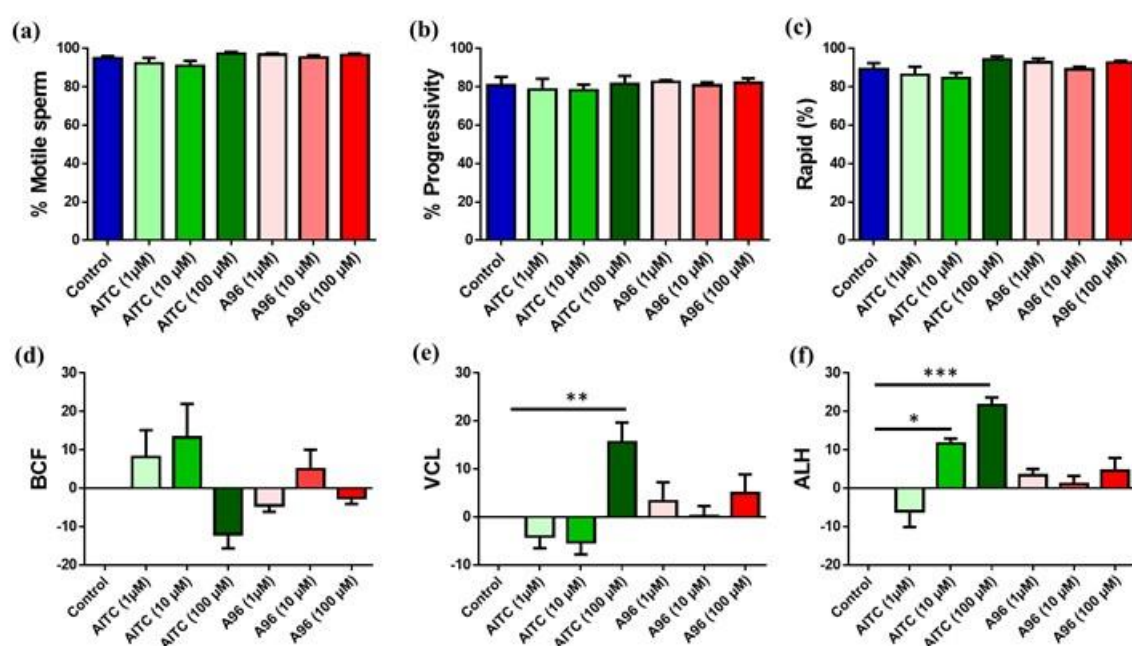 (a)
% Motile sperm
100
80
60
40
20
0
Control
AITC (1µM)
AITC (10 µM)
AITC (100 µM)
A96 (1µM)
A96 (10 µM)
A96 (100 µM)
(b)
% Progressivity
100
80
60
40
20
0
Control
AITC (1µM)
AITC (10 µM)
AITC (100 µM)
A96 (1µM)
A96 (10 µM)
A96 (100 µM)
(c)
Rapid (%)
100
80
60
40
20
0
Control
AITC (1µM)
AITC (10 µM)
AITC (100 µM)
A96 (1µM)
A96 (10 µM)
A96 (100 µM)
(d)
BCF
30
20
10
0
-10
-20
Control
AITC (1µM)
AITC (10 µM)
AITC (100 µM)
A96 (1µM)
A96 (10 µM)
A96 (100 µM)
(e)
VCL
30
20
10
0
-10
**
Control
AITC (1µM)
AITC (10 µM)
AITC (100 µM)
A96 (1µM)
A96 (10 µM)
A96 (100 µM)
(f)
ALH
30
20
10
0
-10
-20
***
*
Control
AITC (1µM)
AITC (10 µM)
AITC (100 µM)
A96 (1µM)
A96 (10 µM)
A96 (100 µM)